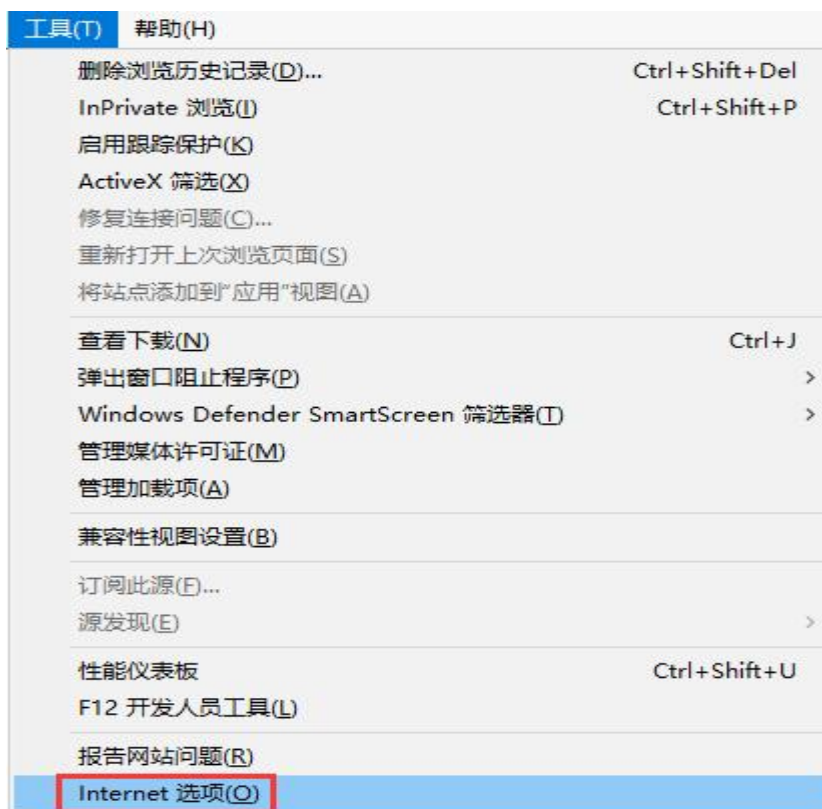 工具(T) 帮助(H)
删除浏览历史记录(D)... Ctrl+Shift+Del
InPrivate 浏览(I) Ctrl+Shift+P
启用跟踪保护(K)
ActiveX 筛选(X)
修复连接问题(C)...
重新打开上次浏览页面(S)
将站点添加到“应用”视图(A)
查看下载(N) Ctrl+J
弹出窗口阻止程序(P) >
Windows Defender SmartScreen 筛选器(T) >
管理媒体许可证(M)
管理加载项(A)
兼容性视图设置(B)
订阅此源(F)...
源发现(E) >
性能仪表板 Ctrl+Shift+U
F12 开发人员工具(L)
报告网站问题(R)
Internet 选项(O)